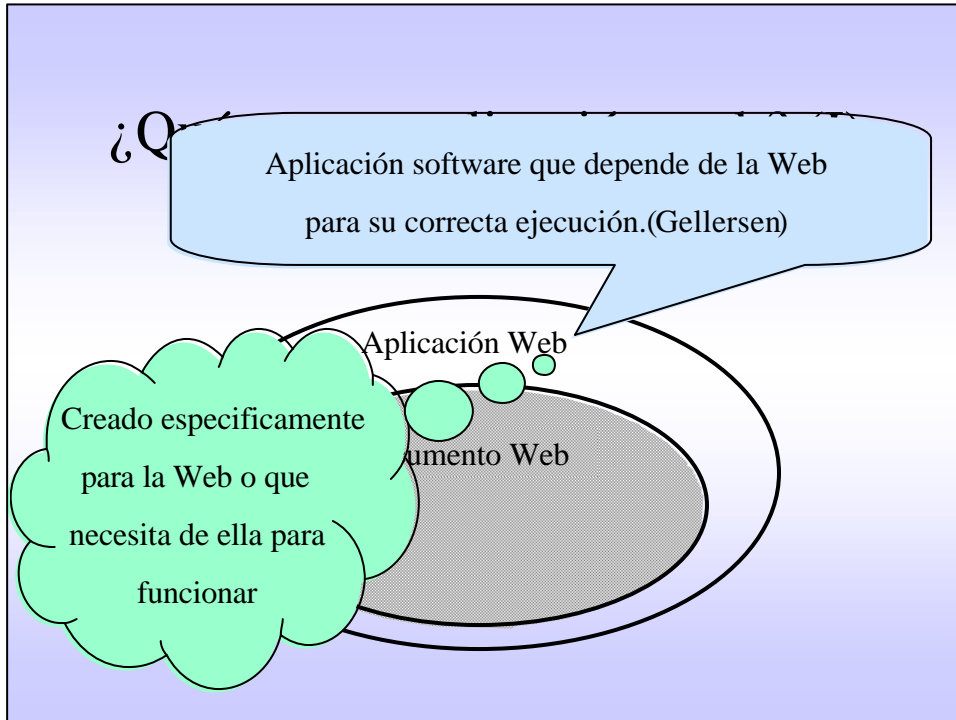 ¿Q
Aplicación software que depende de la Web
para su correcta ejecución.(Gellersen)
Aplicación Web
Creado especificamente
para la Web o que
necesita de ella para
funcionar
umento Web